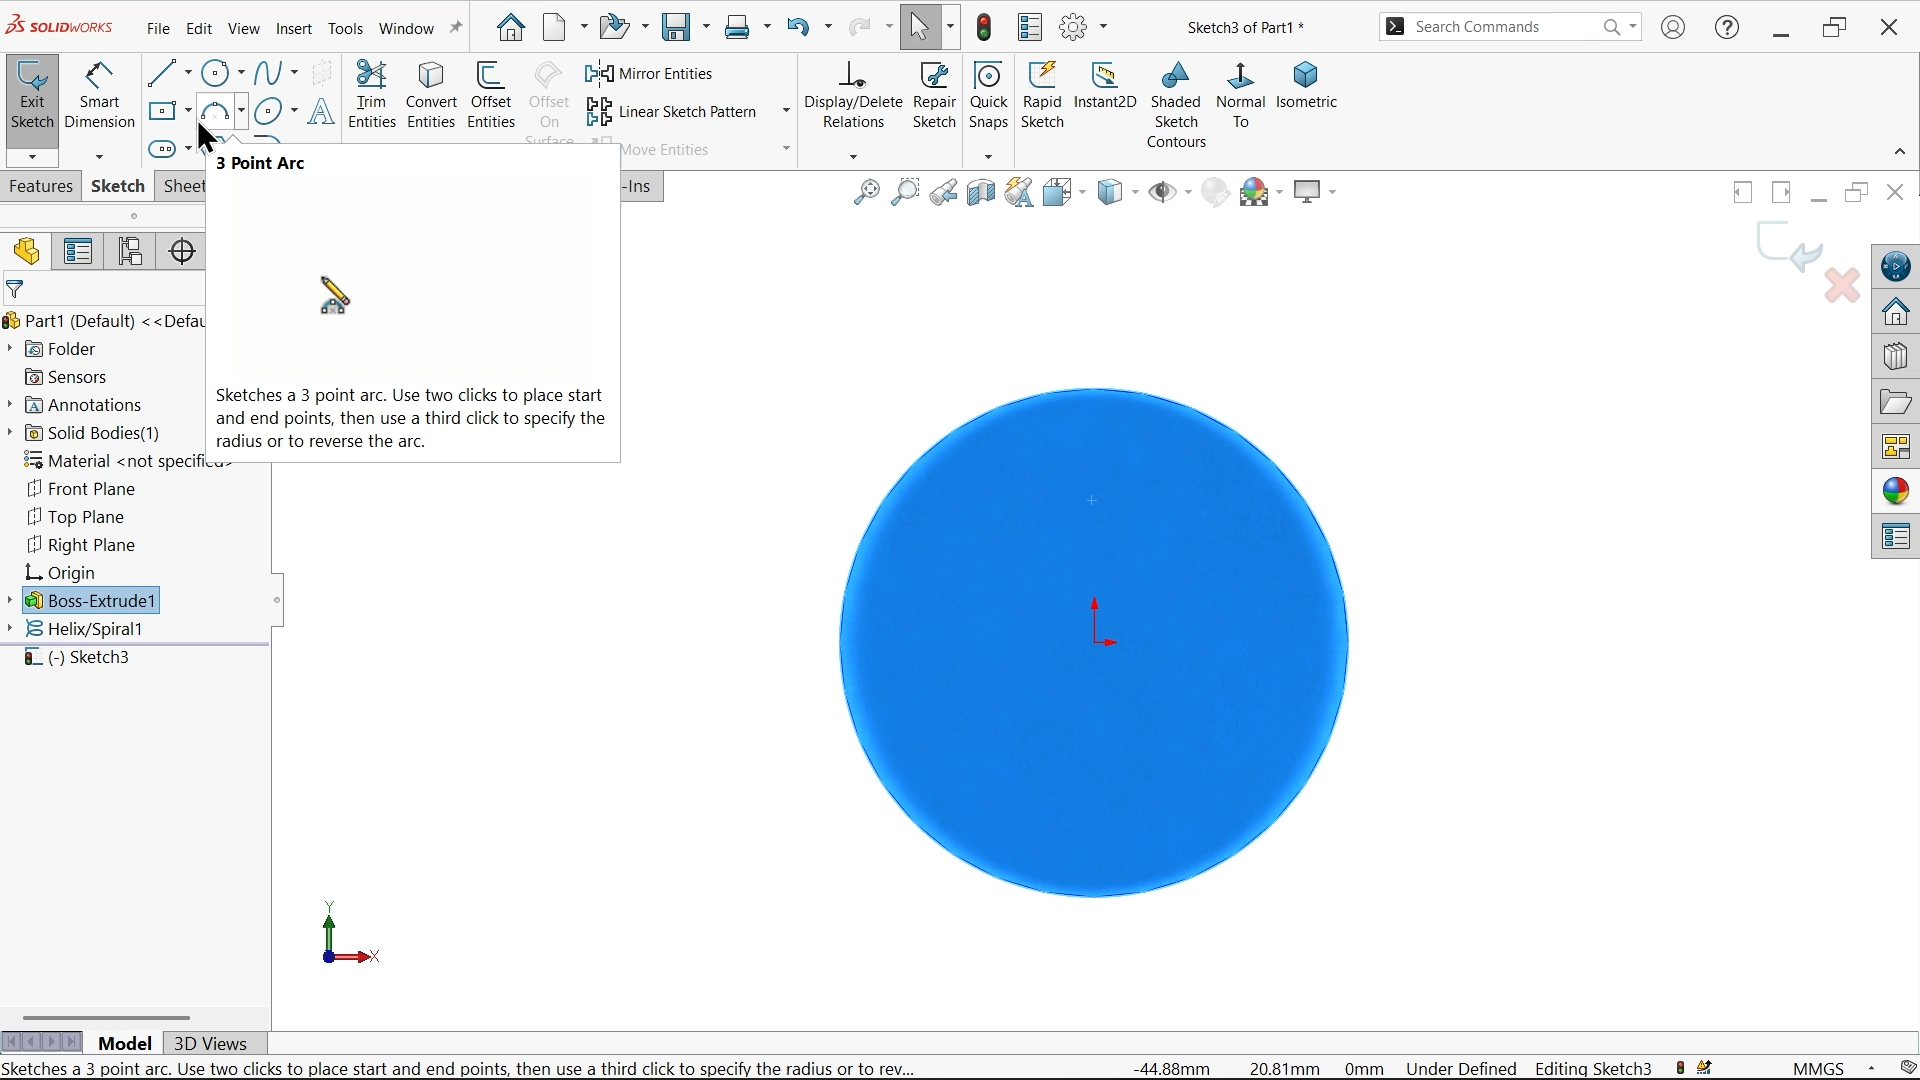 SOLIDWORKS File Edit View Insert Tools Window Sketch3 of Part1 * Search Commands
Exit Sketch
Smart Dimension
Trim Entities
Convert Entities
Offset Entities
Offset On Surface
Mirror Entities
Linear Sketch Pattern
Move Entities
Display/Delete Relations
Repair Sketch
Quick Snaps
Rapid Sketch
Instant2D
Shaded Sketch Contours
Normal To
Isometric
Features Sketch Sheet -Ins
3 Point Arc
Sketches a 3 point arc. Use two clicks to place start
and end points, then use a third click to specify the
radius or to reverse the arc.
Part1 (Default) <<Defau
Folder
Sensors
Annotations
Solid Bodies(1)
Material <not specified>
Front Plane
Top Plane
Right Plane
Origin
Boss-Extrude1
Helix/Spiral1
(-) Sketch3
Y
X
Model 3D Views
Sketches a 3 point arc. Use two clicks to place start and end points, then use a third click to specify the radius or to rev... -44.88mm 20.81mm 0mm Under Defined Editing Sketch3 MMGS